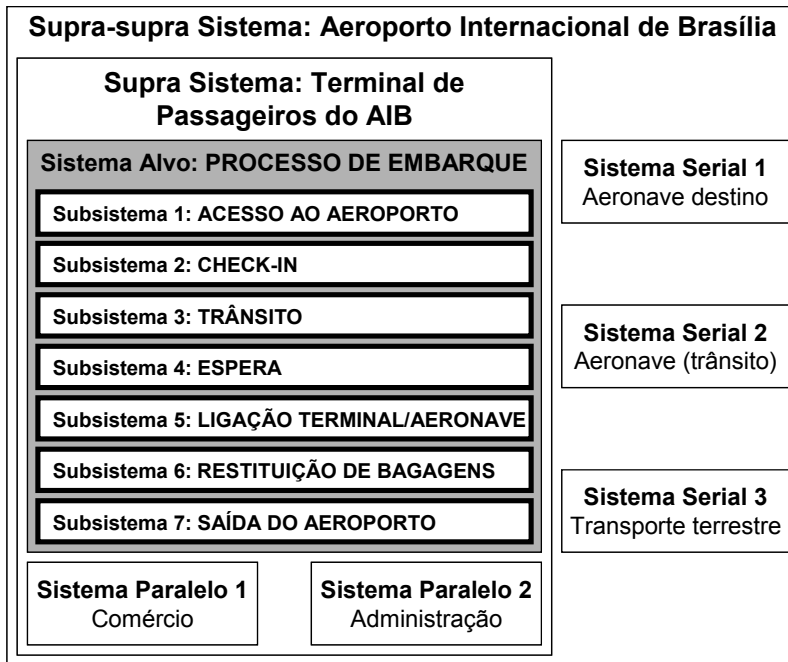 Supra-supra Sistema: Aeroporto Internacional de Brasília
Supra Sistema: Terminal de
Passageiros do AIB
Sistema Alvo: PROCESSO DE EMBARQUE
Subsistema 1: ACESSO AO AEROPORTO
Subsistema 2: CHECK-IN
Subsistema 3: TRÂNSITO
Subsistema 4: ESPERA
Subsistema 5: LIGAÇÃO TERMINAL/AERONAVE
Subsistema 6: RESTITUIÇÃO DE BAGAGENS
Subsistema 7: SAÍDA DO AEROPORTO
Sistema Paralelo 1
Comércio
Sistema Paralelo 2
Administração
Sistema Serial 1
Aeronave destino
Sistema Serial 2
Aeronave (trânsito)
Sistema Serial 3
Transporte terrestre